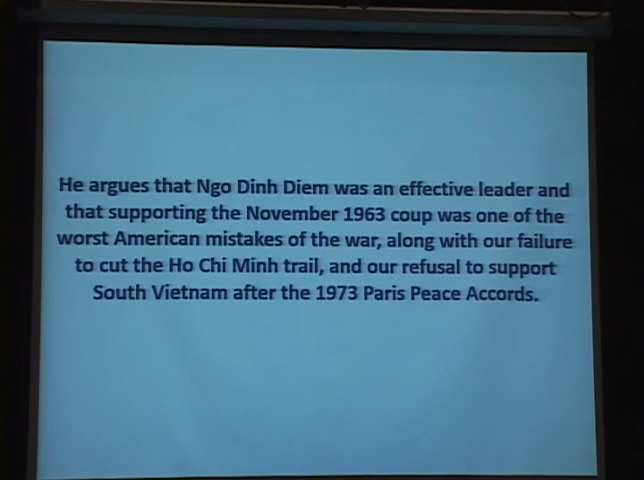 He argues that Ngo Dinh Diem was an effective leader and
that supporting the November 1963 coup was one of the
worst American mistakes of the war, along with our failure
to cut the Ho Chi Minh trail, and our refusal to support
South Vietnam after the 1973 Paris Peace Accords.